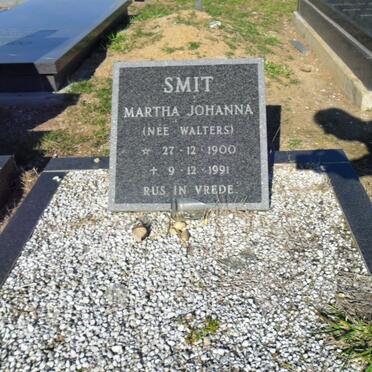 SMIT
MARTHA JOHANNA
(NEE WALTERS)
☆ 27-12-1900
✝ 9-12-1991
RUS IN VREDE